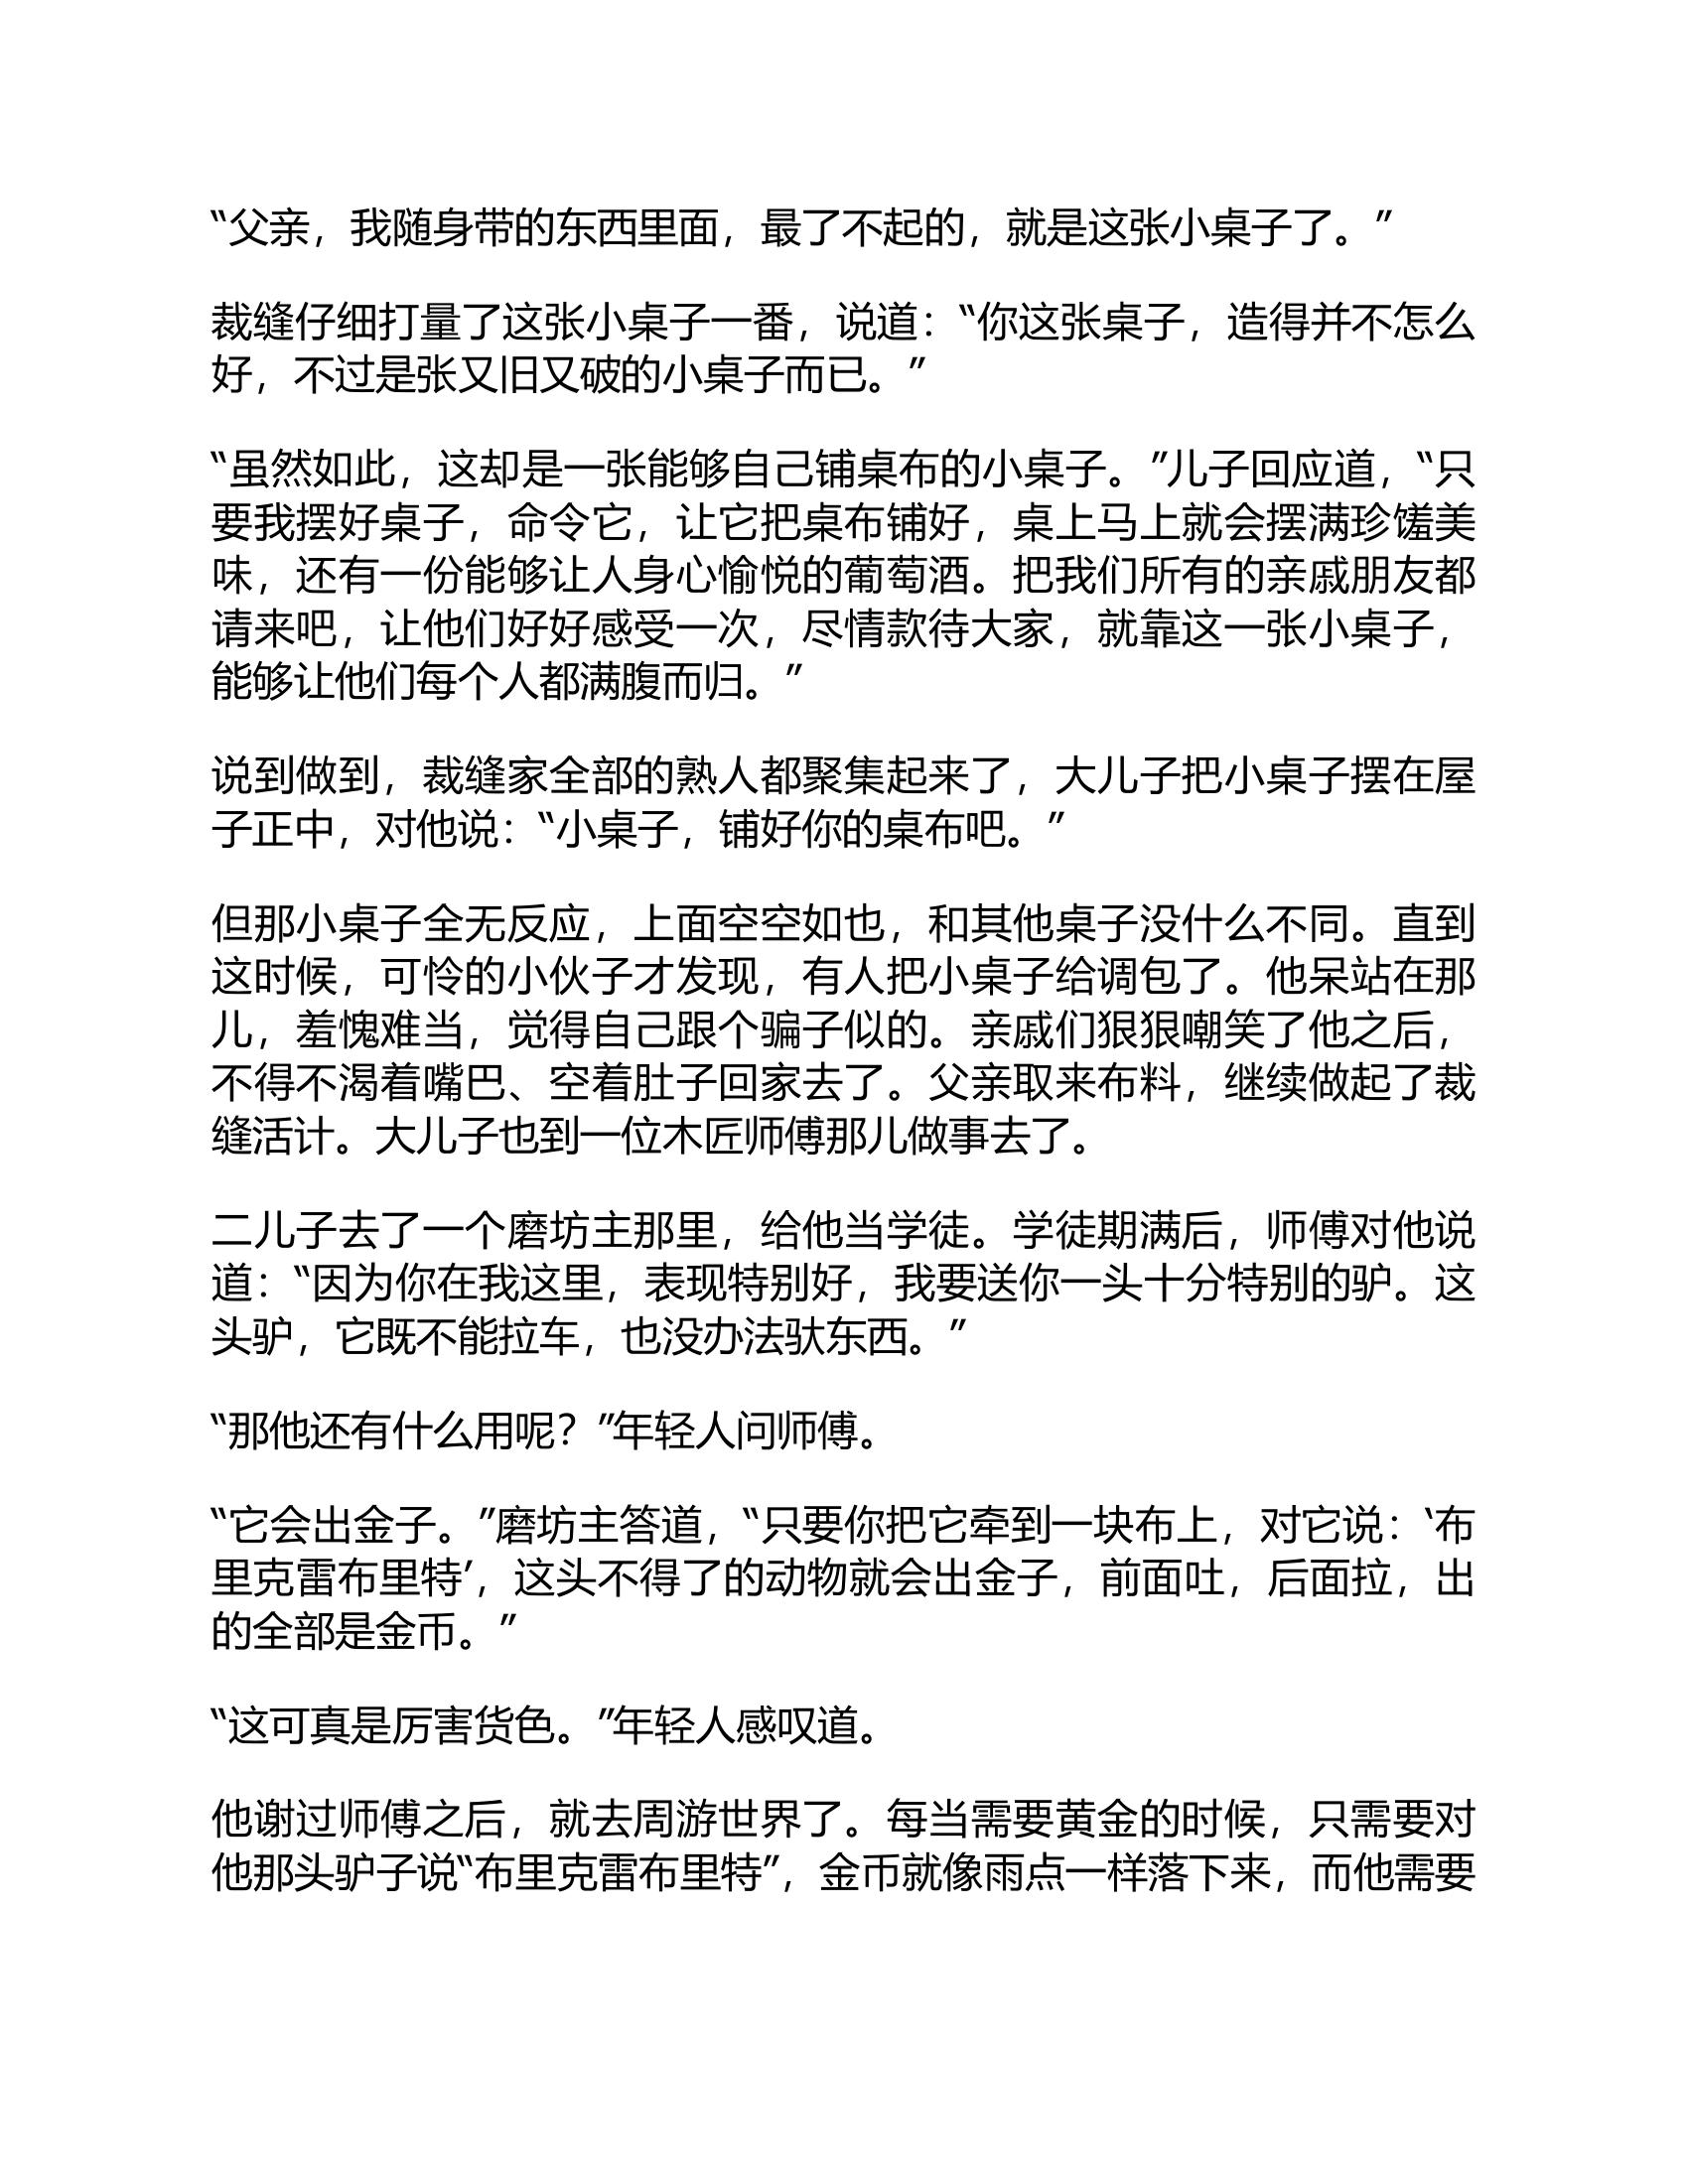 “父亲，我随身带的东西里面，最了不起的，就是这张小桌子了。”
裁缝仔细打量了这张小桌子一番，说道：“你这张桌子，造得并不怎么
好，不过是张又旧又破的小桌子而已。”
“虽然如此，这却是一张能够自己铺桌布的小桌子。”儿子回应道，“只
要我摆好桌子，命令它，让它把桌布铺好，桌上马上就会摆满珍馐美
味，还有一份能够让人身心愉悦的葡萄酒。把我们所有的亲戚朋友都
请来吧，让他们好好感受一次，尽情款待大家，就靠这一张小桌子，
能够让他们每个人都满腹而归。”
说到做到，裁缝家全部的熟人都聚集起来了，大儿子把小桌子摆在屋
子正中，对他说：“小桌子，铺好你的桌布吧。”
但那小桌子全无反应，上面空空如也，和其他桌子没什么不同。直到
这时候，可怜的小伙子才发现，有人把小桌子给调包了。他呆站在那
儿，羞愧难当，觉得自己跟个骗子似的。亲戚们狠狠嘲笑了他之后，
不得不渴着嘴巴、空着肚子回家去了。父亲取来布料，继续做起了裁
缝活计。大儿子也到一位木匠师傅那儿做事去了。
二儿子去了一个磨坊主那里，给他当学徒。学徒期满后，师傅对他说
道：“因为你在我这里，表现特别好，我要送你一头十分特别的驴。这
头驴，它既不能拉车，也没办法驮东西。”
“那他还有什么用呢？”年轻人问师傅。
“它会出金子。”磨坊主答道，“只要你把它牵到一块布上，对它说：‘布
里克雷布里特’，这头不得了的动物就会出金子，前面吐，后面拉，出
的全部是金币。”
“这可真是厉害货色。”年轻人感叹道。
他谢过师傅之后，就去周游世界了。每当需要黄金的时候，只需要对
他那头驴子说“布里克雷布里特”，金币就像雨点一样落下来，而他需要